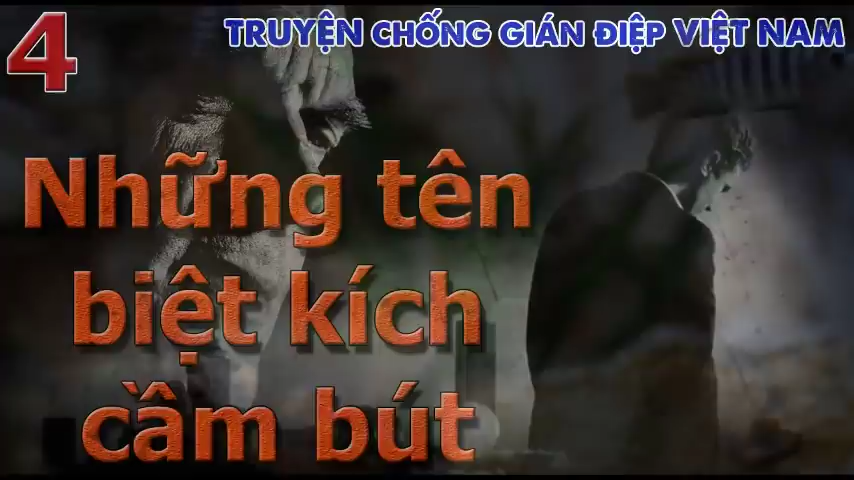 4
TRUYỆN CHỐNG GIÁN ĐIỆP VIỆT NAM
Những tên
biệt kích
cầm bút